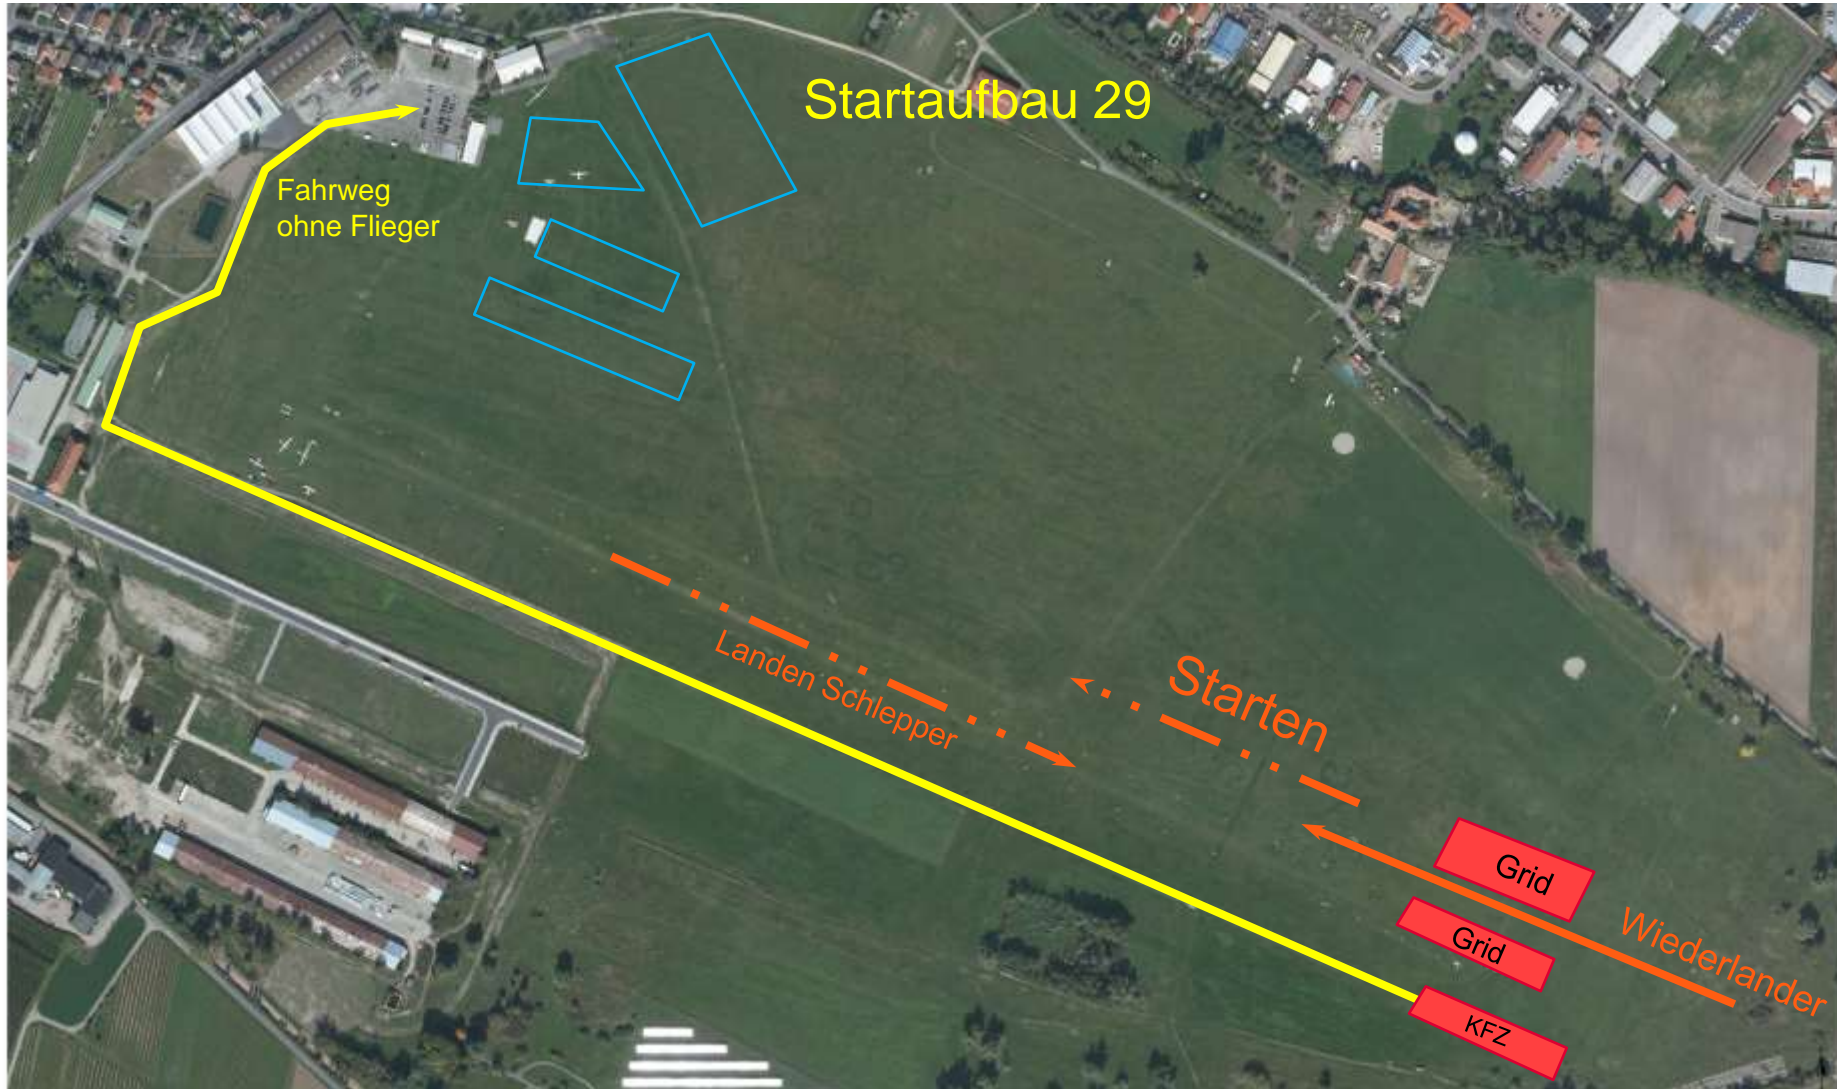 Startaufbau 29
Fahrweg
ohne Flieger
Landen Schlepper
Starten
Grid
Grid
Wiederlander
KFZ